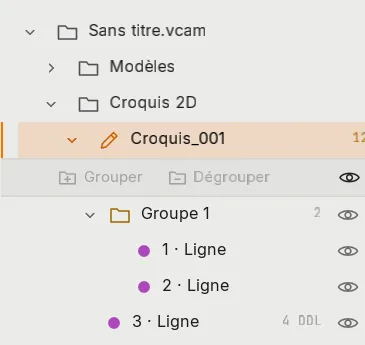 Sans titre.vcam
Modèles
Croquis 2D
Croquis_001 12
Grouper Dégrouper
Groupe 1 2
1 · Ligne
2 · Ligne
3 · Ligne 4 DDL